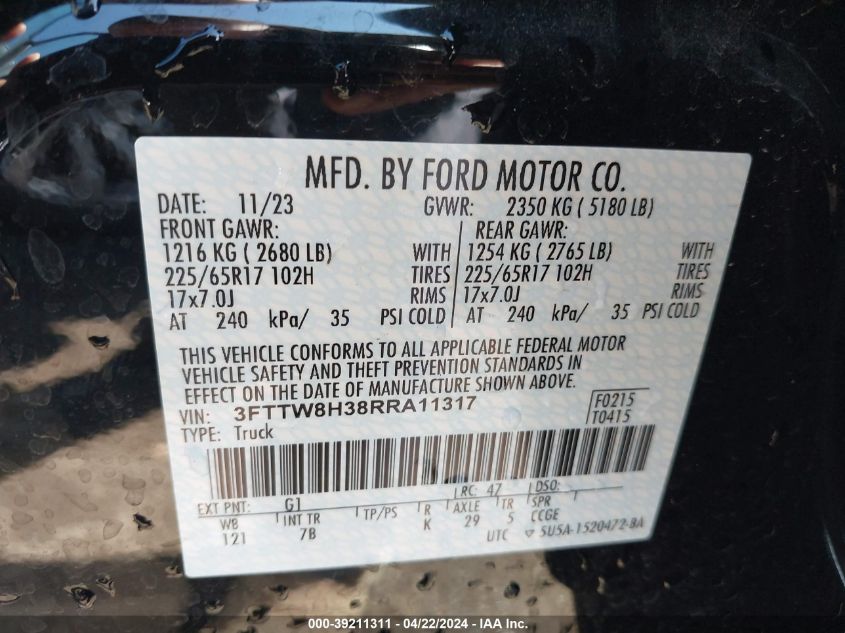 MFD. BY FORD MOTOR CO.
DATE: 11/23 GVWR: 2350 KG ( 5180 LB)
FRONT GAWR: REAR GAWR:
1216 KG ( 2680 LB) WITH 1254 KG ( 2765 LB) WITH
225/65R17 102H TIRES 225/65R17 102H TIRES
17x7.0J RIMS 17x7.0J RIMS
AT 240 kPa/ 35 PSI COLD AT 240 kPa/ 35 PSI COLD
THIS VEHICLE CONFORMS TO ALL APPLICABLE FEDERAL MOTOR
VEHICLE SAFETY AND THEFT PREVENTION STANDARDS IN
EFFECT ON THE DATE OF MANUFACTURE SHOWN ABOVE.
VIN: 3FTTW8H38RRA11317 F0215
TYPE: Truck T0415
EXT PNT: G1 RC: 47 DSO:
WB INT TR TP/PS R AXLE TR SPR
121 7B K 29 5 CCGE
UTC ▽ 5U5A-1520472-BA
000-39211311 - 04/22/2024 - IAA Inc.